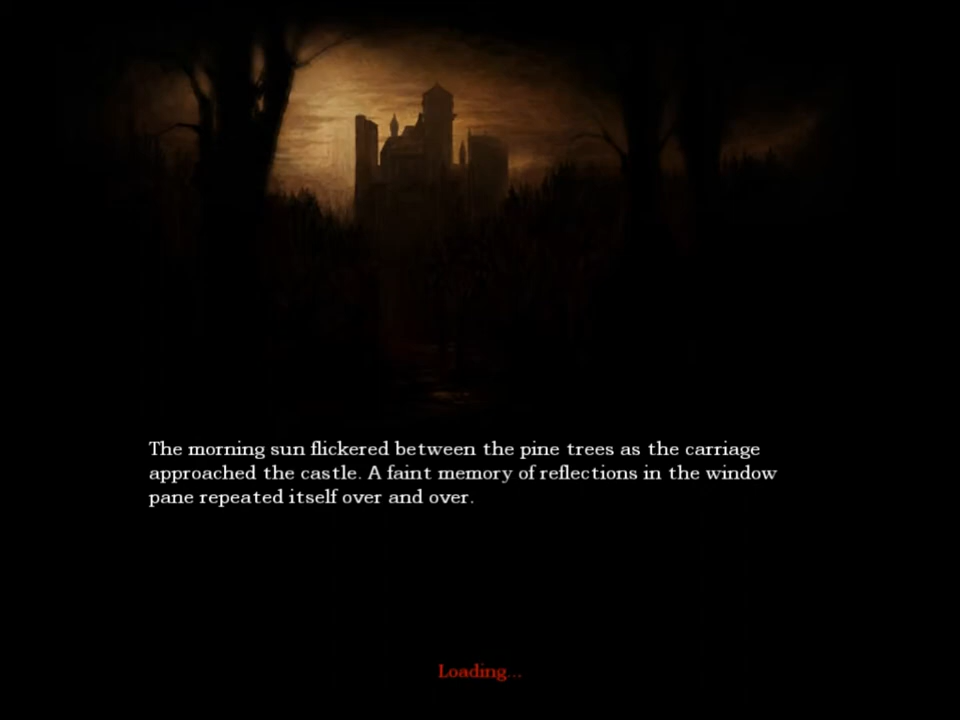 The morning sun flickered between the pine trees as the carriage
approached the castle. A faint memory of reflections in the window
pane repeated itself over and over.
Loading...